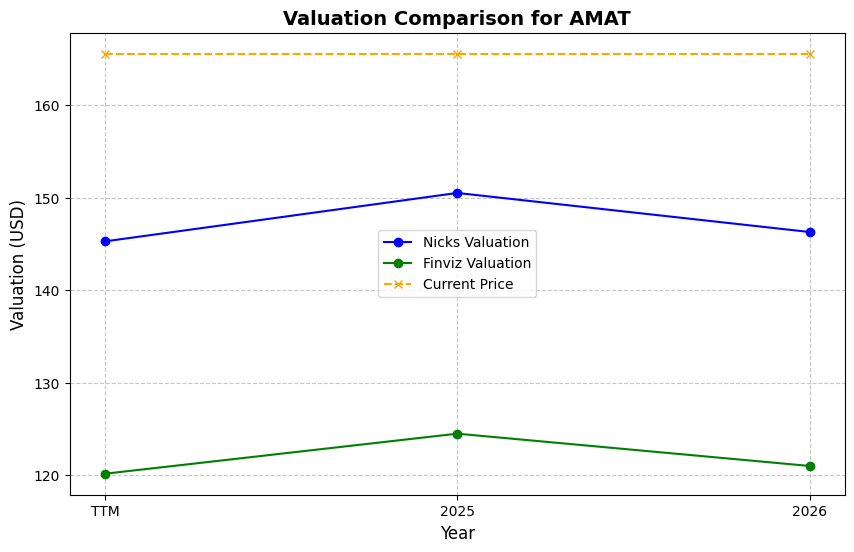 Valuation Comparison for AMAT
Valuation (USD)
160
150
140
130
120
Nicks Valuation
Finviz Valuation
Current Price
TTM
2025
2026
Year